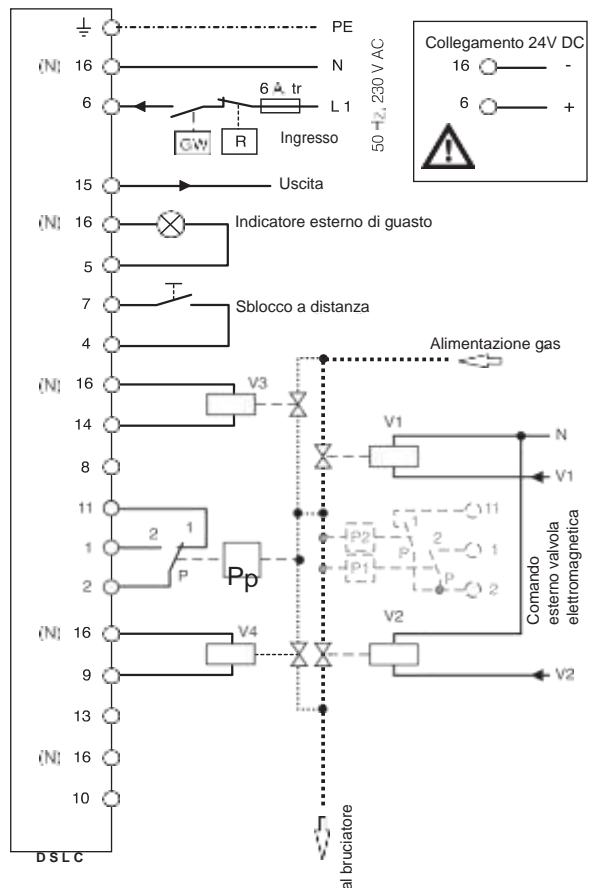 PE
(N) 16
N
6
6 A. tr
L1
GW
R
Ingresso
50 Hz, 230 V AC
Collegamento 24V DC
16 -
6 +
15
Uscita
(N) 16
Indicatore esterno di guasto
5
7
Sblocco a distanza
4
Alimentazione gas
(N) 16
V3
14
V1
N
V1
8
11
1
2
1
P
2
Pp
P2
P1
11
1
P
2
1
P
2
Comando
esterno valvola
elettromagnetica
(N) 16
V4
9
V2
V2
13
(N) 16
10
al bruciatore
DSLC